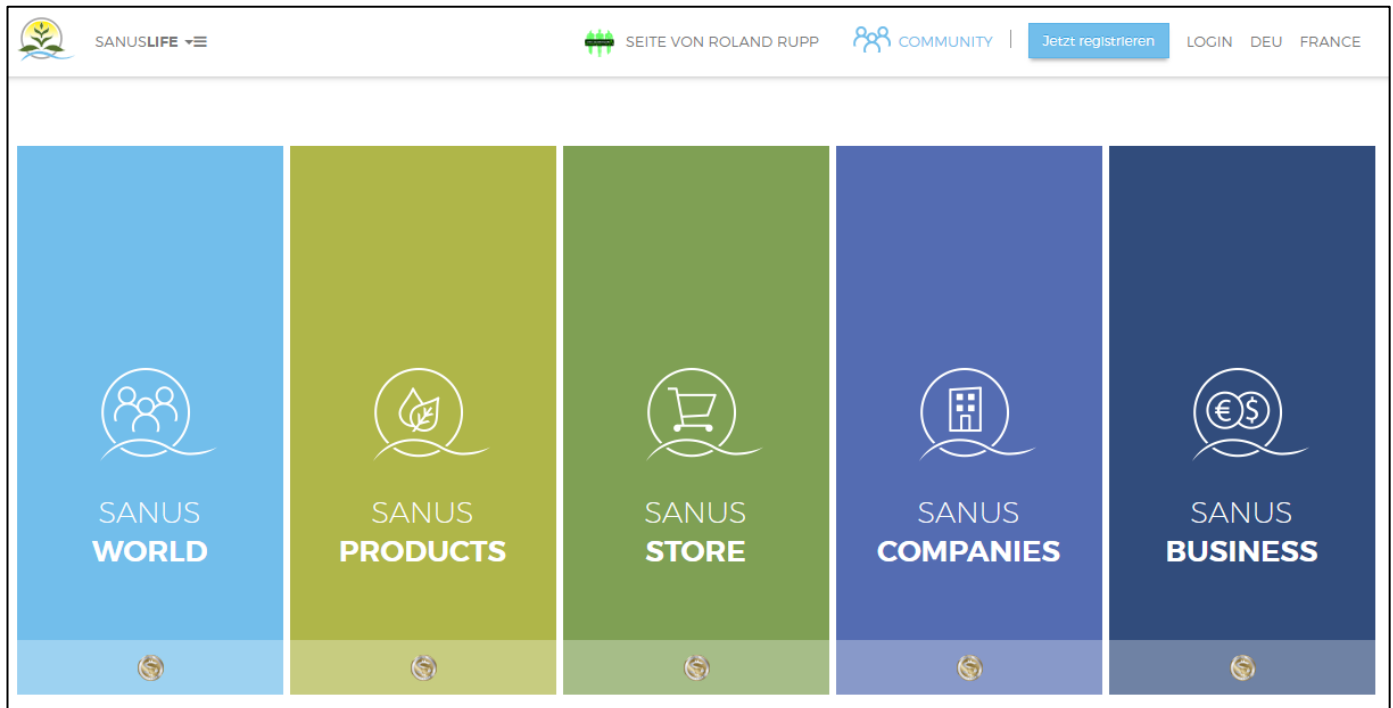 SANUSLIFE
SEITE VON ROLAND RUPP
COMMUNITY
Jetzt registrieren
LOGIN
DEU
FRANCE
SANUS
WORLD
SANUS
PRODUCTS
SANUS
STORE
SANUS
COMPANIES
SANUS
BUSINESS